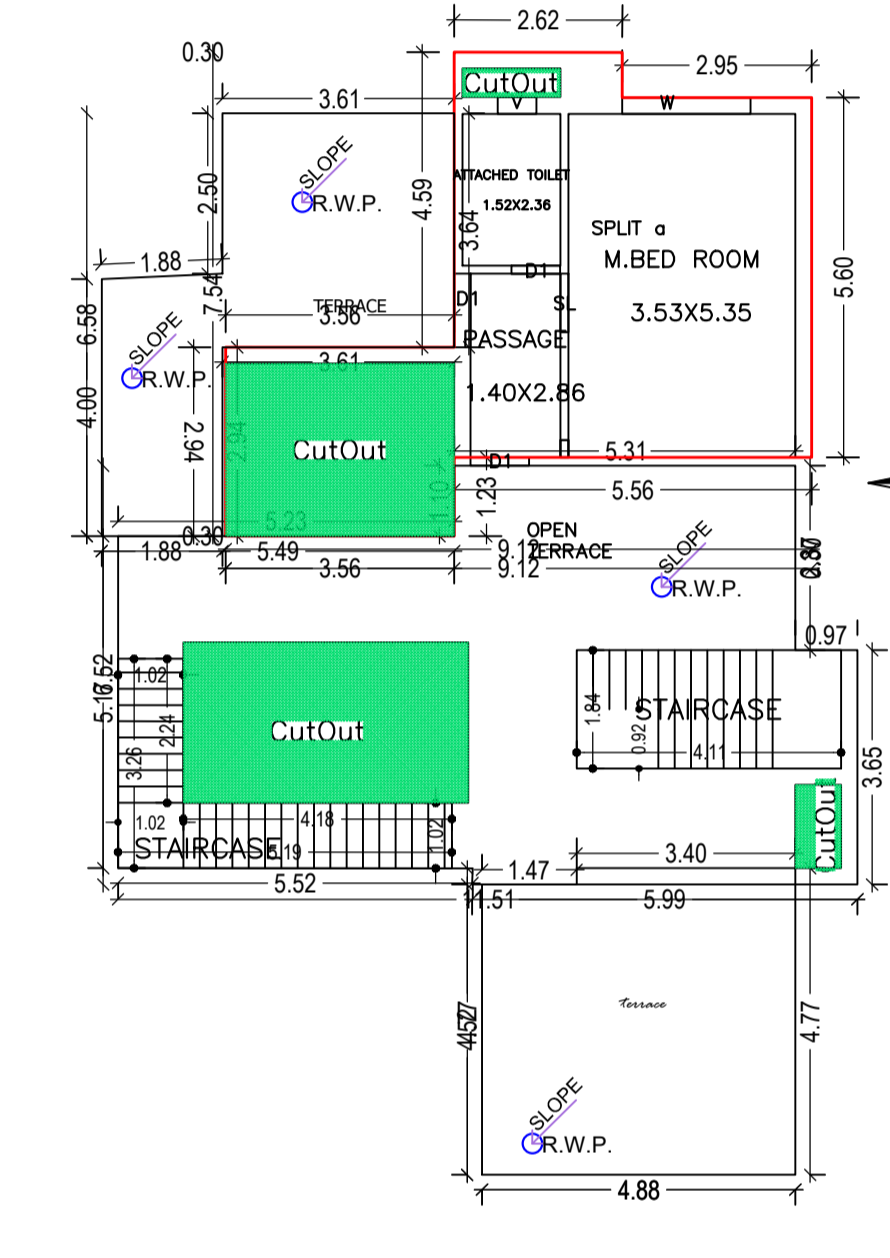 2.62
0.30
2.95
CutOut
3.61
V
W
SLOPE
R.W.P.
2.50
4.59
ATTACHED TOILET
1.52X2.36
3.64
SPLIT a
M.BED ROOM
3.53X5.35
5.60
1.88
D1
7.54
TERRACE
3.56
D1
SL
6.58
SLOPE
R.W.P.
PASSAGE
1.40X2.86
3.61
4.00
2.94
2.94
CutOut
5.31
D1
5.56
1.10
1.23
5.23
0.30
1.88
5.49
3.56
OPEN
TERRACE
9.12
9.12
SLOPE
R.W.P.
0.97
1.02
2.24
3.26
CutOut
1.84
0.92
STAIRCASE
4.11
3.65
1.02
4.18
1.02
STAIRCASE
5.19
CutOut
3.40
1.47
5.52
1.51
5.99
terrace
4.77
SLOPE
R.W.P.
4.88